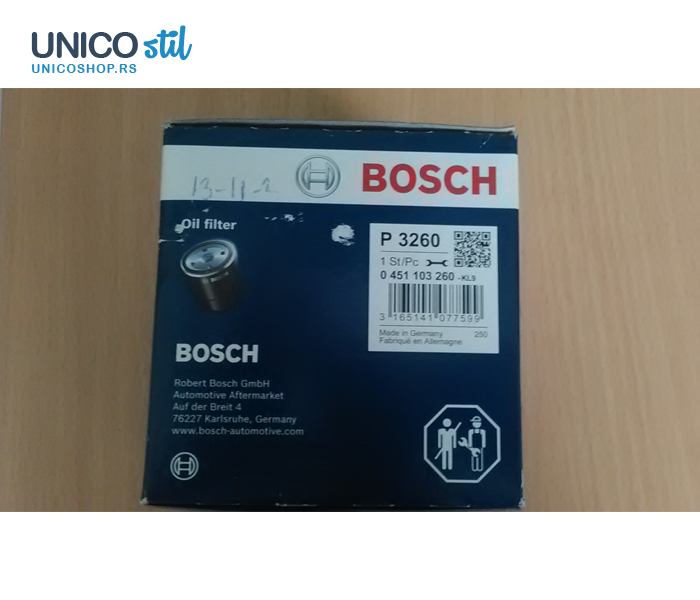 UNICO stil
UNICOSHOP.RS
13-11-2
BOSCH
Oil filter
P 3260
1 St/Pc
0 451 103 260 -KL9
3 165141 077599
Made in Germany 250
Fabriqué en Allemagne
BOSCH
Robert Bosch GmbH
Automotive Aftermarket
Auf der Breit 4
76227 Karlsruhe, Germany
www.bosch-automotive.com